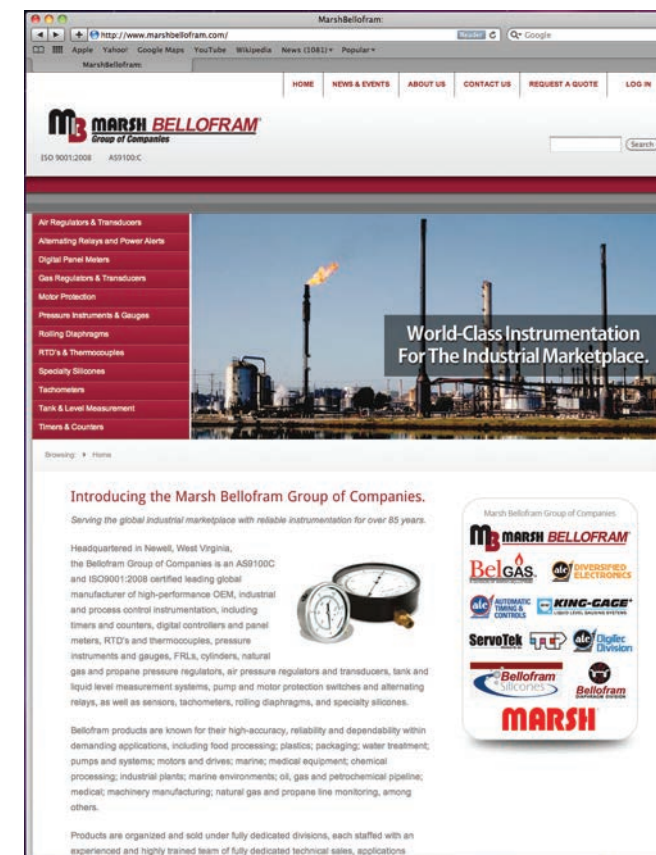 MarshBellofram:
http://www.marshbellofram.com/
Reader
Google
Apple Yahoo! Google Maps YouTube Wikipedia News (1081) Popular
MarshBellofram:
HOME NEWS & EVENTS ABOUT US CONTACT US REQUEST A QUOTE LOG IN
MB MARSH BELLOFRAM
Group of Companies
ISO 9001:2008 AS9100:C
Search
Air Regulators & Transducers
Alternating Relays and Power Alerts
Digital Panel Meters
Gas Regulators & Transducers
Motor Protection
Pressure Instruments & Gauges
Rolling Diaphragms
RTD's & Thermocouples
Specialty Silicones
Tachometers
Tank & Level Measurement
Timers & Counters
World-Class Instrumentation
For The Industrial Marketplace.
Browsing: Home
Introducing the Marsh Bellofram Group of Companies.
Serving the global industrial marketplace with reliable instrumentation for over 85 years.
Headquartered in Newell, West Virginia,
the Bellofram Group of Companies is an AS9100C
and ISO9001:2008 certified leading global
manufacturer of high-performance OEM, industrial
and process control instrumentation, including
timers and counters, digital controllers and panel
meters, RTD's and thermocouples, pressure
instruments and gauges, FRLs, cylinders, natural
gas and propane pressure regulators, air pressure regulators and transducers, tank and
liquid level measurement systems, pump and motor protection switches and alternating
relays, as well as sensors, tachometers, rolling diaphragms, and specialty silicones.
Bellofram products are known for their high-accuracy, reliability and dependability within
demanding applications, including food processing; plastics; packaging; water treatment;
pumps and systems; motors and drives; marine; medical equipment; chemical
processing; industrial plants; marine environments; oil, gas and petrochemical pipeline;
medical; machinery manufacturing; natural gas and propane line monitoring, among
others.
Products are organized and sold under fully dedicated divisions, each staffed with an
experienced and highly trained team of fully dedicated technical sales, applications
Marsh Bellofram Group of Companies
MB MARSH BELLOFRAM
BelGAS
atc DIVERSIFIED ELECTRONICS
atc AUTOMATIC TIMING & CONTROLS
KING-GAGE
LIQUID LEVEL GAUGING SYSTEMS
ServoTek
atc Digitec Division
Bellofram Silicones
Bellofram
DIAPHRAGM DIVISION
MARSH